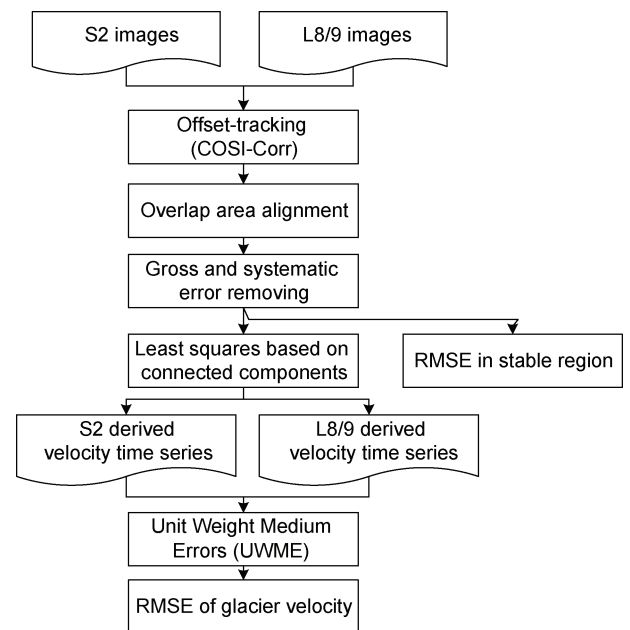 S2 images
L8/9 images
Offset-tracking
(COSI-Corr)
Overlap area alignment
Gross and systematic
error removing
Least squares based on
connected components
RMSE in stable region
S2 derived
velocity time series
L8/9 derived
velocity time series
Unit Weight Medium
Errors (UWME)
RMSE of glacier velocity